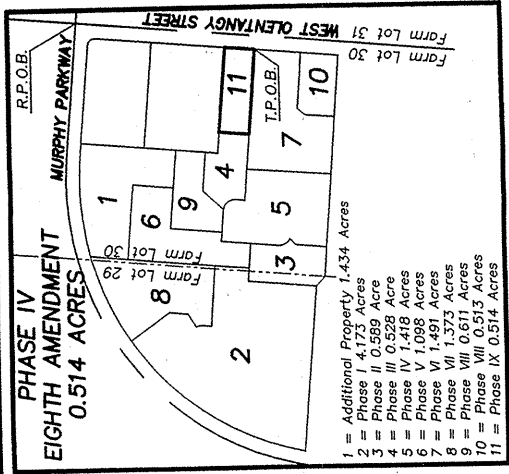 R.P.O.B.
MURPHY PARKWAY
WEST OLENTANGY STREET
Farm Lot 31
Farm Lot 30
PHASE IV
EIGHTH AMENDMENT
0.514 ACRES
1
6
9
4
11
T.P.O.B.
10
7
5
3
Farm Lot 30
Farm Lot 29
8
2
1 = Additional Property 1.434 Acres
2 = Phase I 4.173 Acres
3 = Phase II 0.589 Acre
4 = Phase III 0.528 Acre
5 = Phase IV 1.418 Acres
6 = Phase V 1.098 Acres
7 = Phase VI 1.491 Acres
8 = Phase VII 1.373 Acres
9 = Phase VIII 0.611 Acres
10 = Phase VIII 0.513 Acres
11 = Phase IX 0.514 Acres